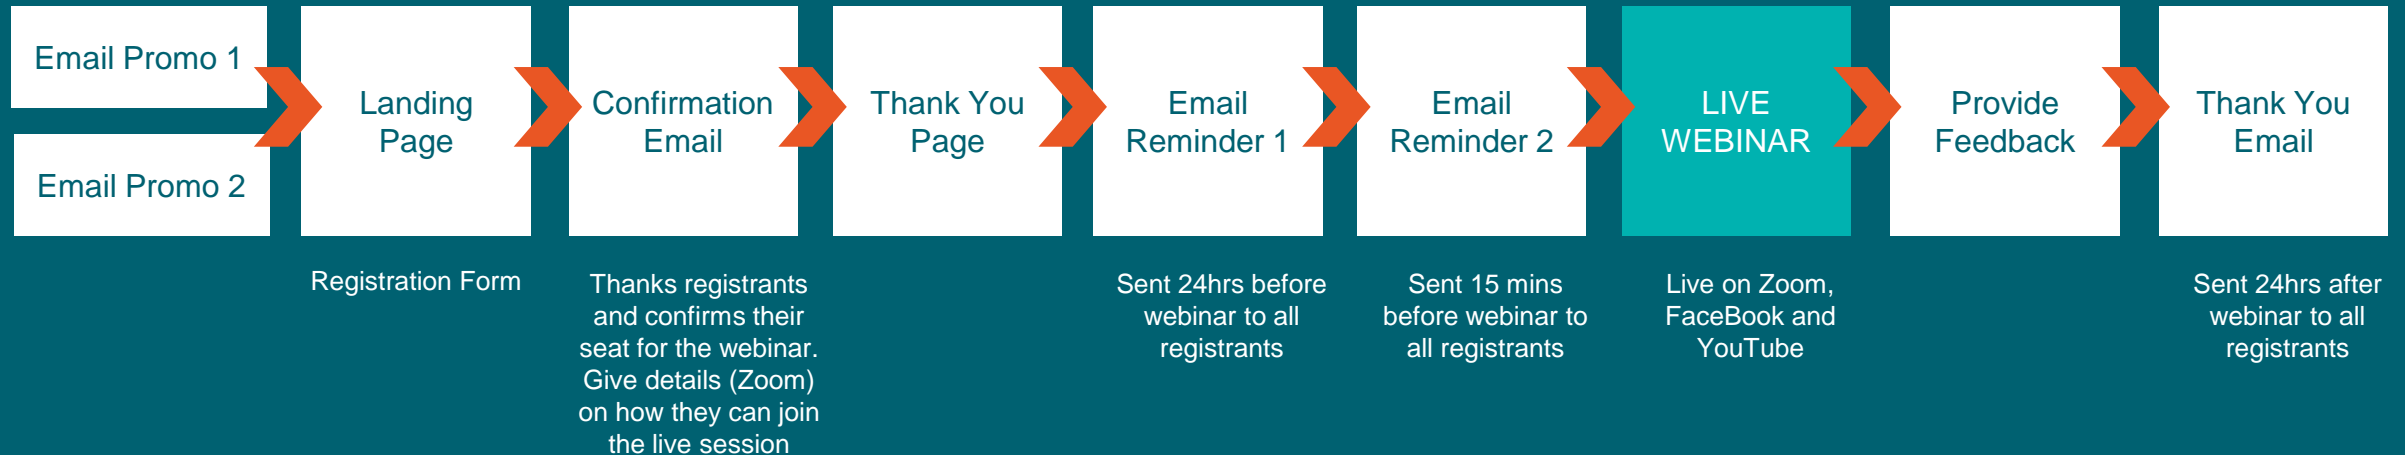 Email Promo 1
Email Promo 2
Landing
Page
Registration Form
Confirmation
Email
Thanks registrants
and confirms their
seat for the webinar.
Give details (Zoom)
on how they can join
the live session
Thank You
Page
Email
Reminder 1
Sent 24hrs before
webinar to all
registrants
Email
Reminder 2
Sent 15 mins
before webinar to
all registrants
LIVE
WEBINAR
Live on Zoom,
FaceBook and
YouTube
Provide
Feedback
Thank You
Email
Sent 24hrs after
webinar to all
registrants